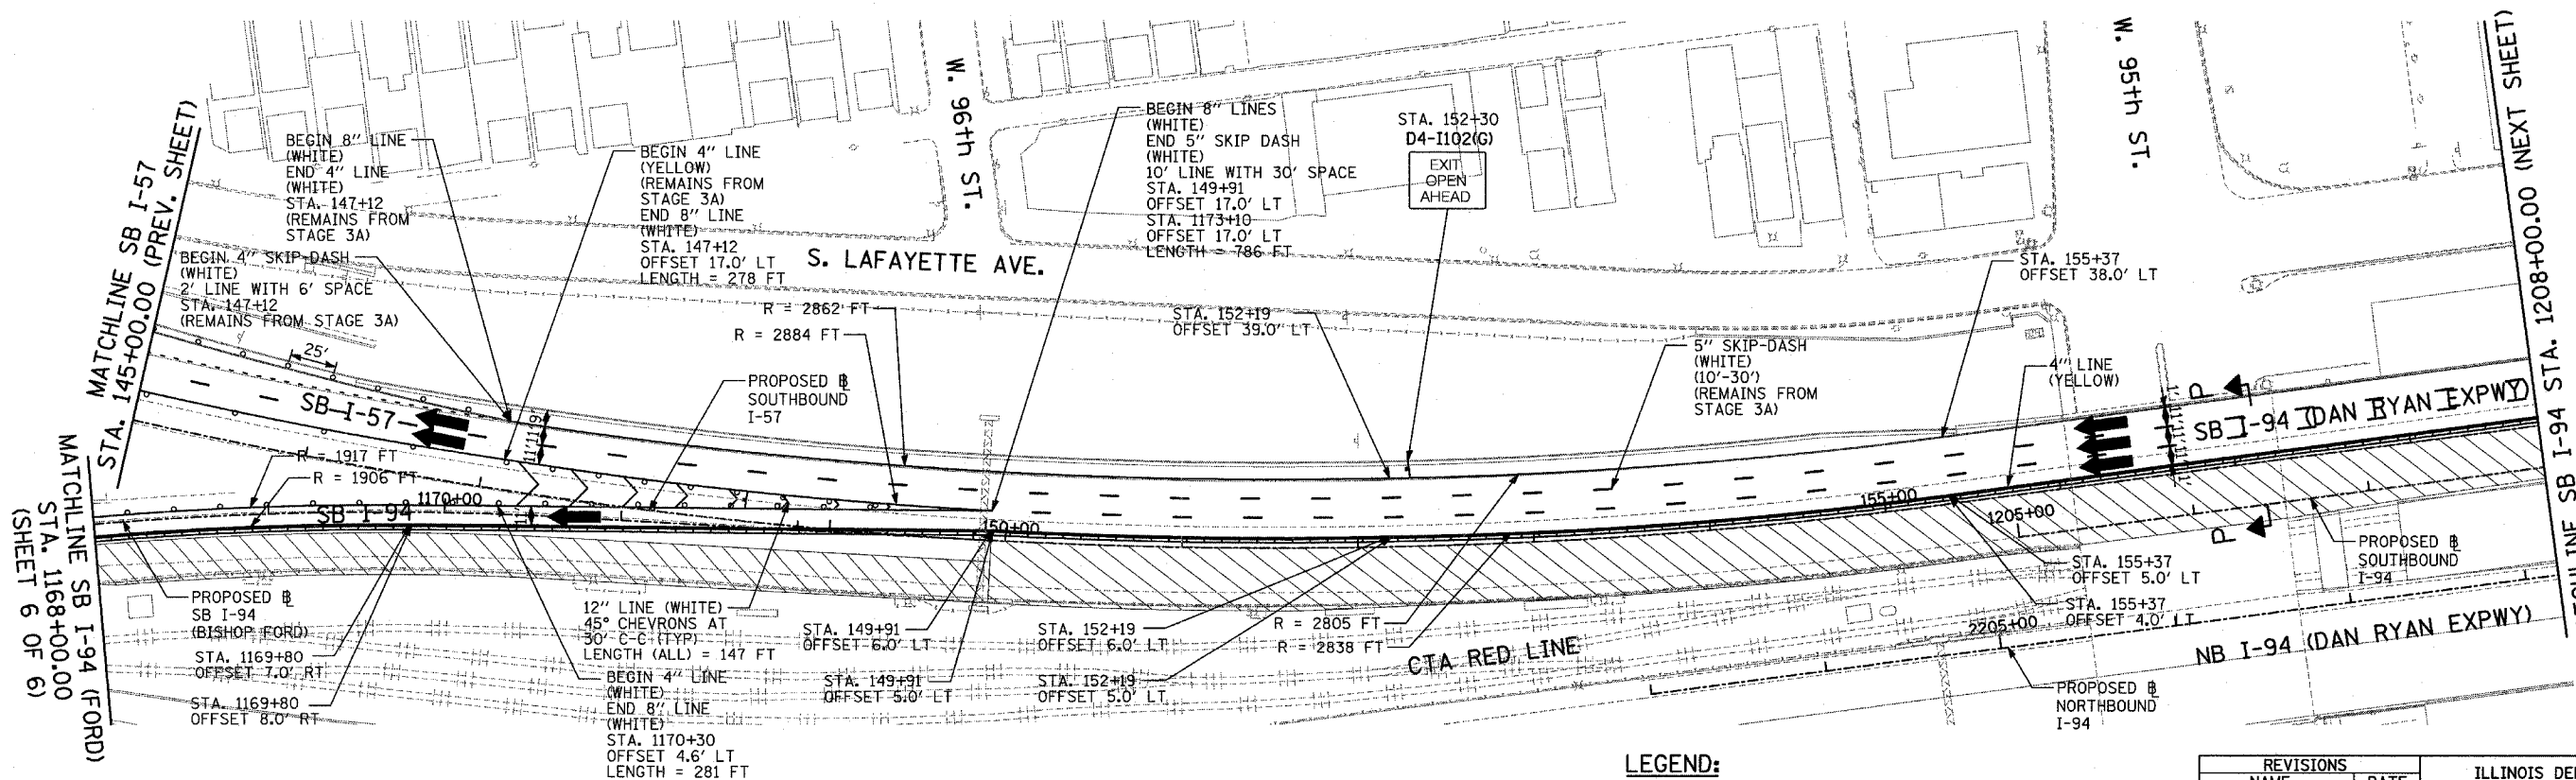 MATCHLINE SB I-57
STA. 145+00.00 (PREV. SHEET)
MATCHLINE SB I-94 (FORD)
STA. 1168+00.00
(SHEET 6 OF 6)
BEGIN 8" LINE
(WHITE)
END 4" LINE
(WHITE)
STA. 147+12
(REMAINS FROM
STAGE 3A)
BEGIN 4" SKIP-DASH
(WHITE)
2' LINE WITH 6' SPACE
STA. 147+12
(REMAINS FROM STAGE 3A)
25'
BEGIN 4" LINE
(YELLOW)
(REMAINS FROM
STAGE 3A)
END 8" LINE
(WHITE)
STA. 147+12
OFFSET 17.0' LT
LENGTH = 278 FT
S. LAFAYETTE AVE.
W. 96th ST.
R = 2862 FT
R = 2884 FT
PROPOSED B
SOUTHBOUND
I-57
BEGIN 8" LINES
(WHITE)
END 5" SKIP DASH
(WHITE)
10' LINE WITH 30' SPACE
STA. 149+91
OFFSET 17.0' LT
STA. 1173+10
OFFSET 17.0' LT
LENGTH = 786 FT
STA. 152+30
D4-I102(G)
EXIT
OPEN
AHEAD
STA. 152+19
OFFSET 39.0' LT
5" SKIP-DASH
(WHITE)
(10'-30')
(REMAINS FROM
STAGE 3A)
STA. 155+37
OFFSET 38.0' LT
4" LINE
(YELLOW)
W. 95th ST.
SB I-57
11'
11'
9'
R = 1917 FT
R = 1906 FT
1170+00
SB I-94
150+00
155+00
1205+00
2205+00
P
P
SB I-94 (DAN RYAN EXPWY)
MATCHLINE SB I-94 STA. 1208+00.00 (NEXT SHEET)
PROPOSED B
SB I-94
(BISHOP FORD)
STA. 1169+80
OFFSET 7.0' RT
STA. 1169+80
OFFSET 8.0' RT
12" LINE (WHITE)
45° CHEVRONS AT
30' C-C (TYP)
LENGTH (ALL) = 147 FT
BEGIN 4" LINE
(WHITE)
END 8" LINE
(WHITE)
STA. 1170+30
OFFSET 4.6' LT
LENGTH = 281 FT
STA. 149+91
OFFSET 6.0' LT
STA. 149+91
OFFSET 5.0' LT
STA. 152+19
OFFSET 6.0' LT
STA. 152+19
OFFSET 5.0' LT
R = 2805 FT
R = 2838 FT
CTA RED LINE
STA. 155+37
OFFSET 5.0' LT
STA. 155+37
OFFSET 4.0' LT
PROPOSED B
SOUTHBOUND
I-94
PROPOSED B
NORTHBOUND
I-94
NB I-94 (DAN RYAN EXPWY)
LEGEND:
REVISIONS
NAME DATE
ILLINOIS DE